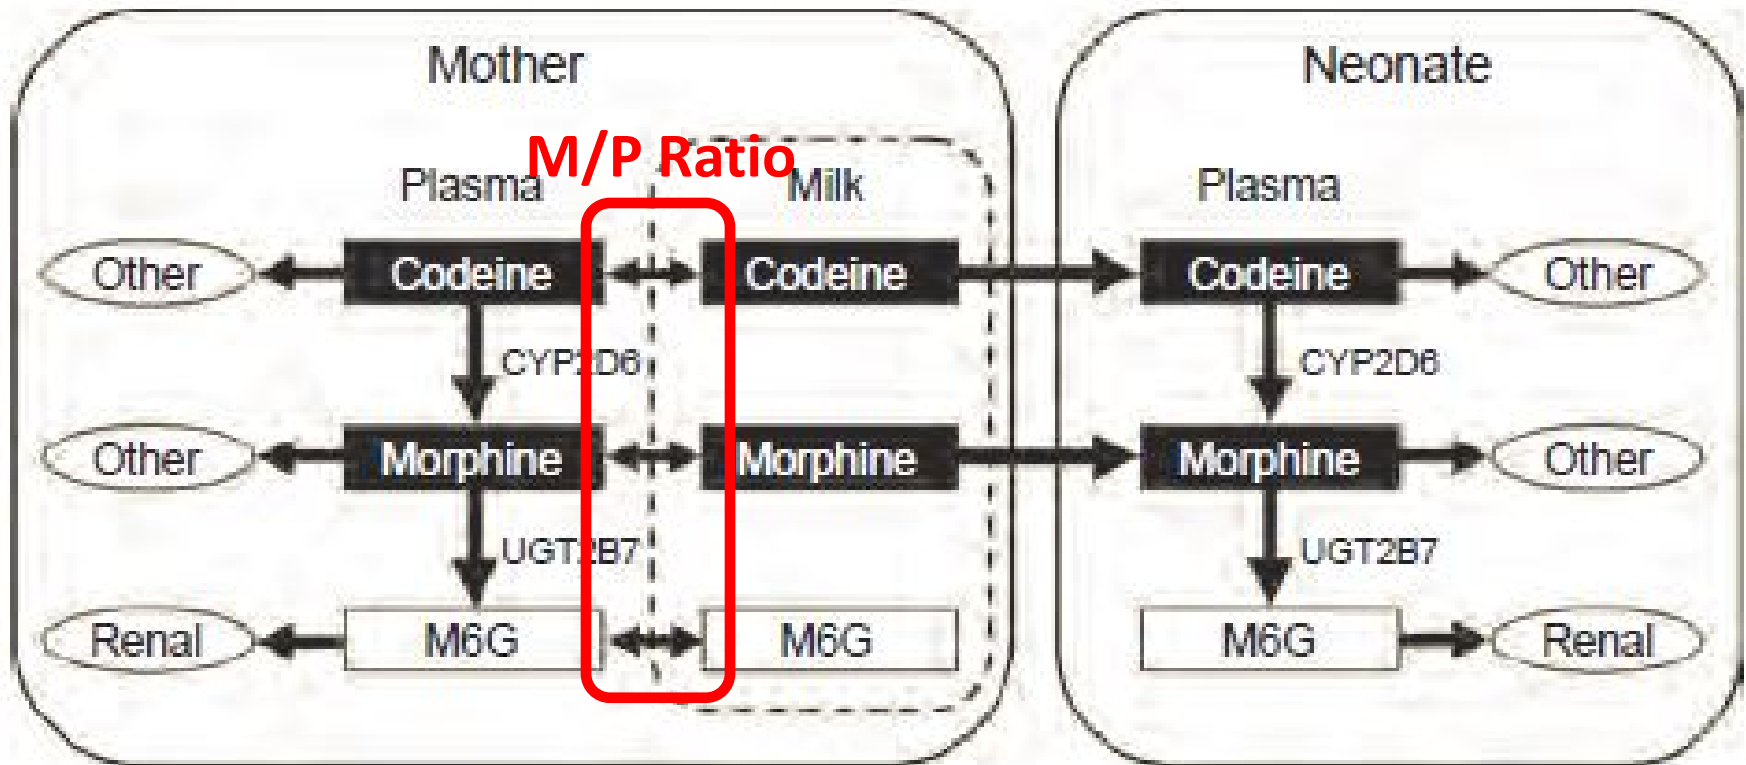 Mother
Neonate
M/P Ratio
Plasma
Milk
Plasma
Other
Codeine
Codeine
Codeine
Other
CYP2D6
CYP2D6
Other
Morphine
Morphine
Morphine
Other
UGT2B7
UGT2B7
Renal
M6G
M6G
M6G
Renal